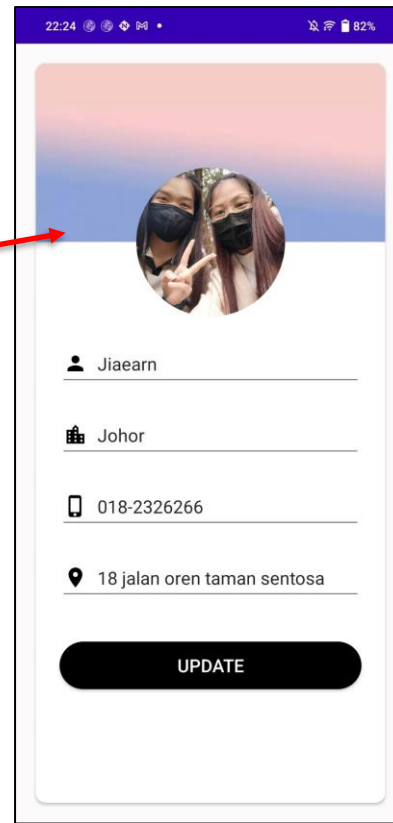 22:24 82%
Jiaearn
Johor
018-2326266
18 jalan oren taman sentosa
UPDATE